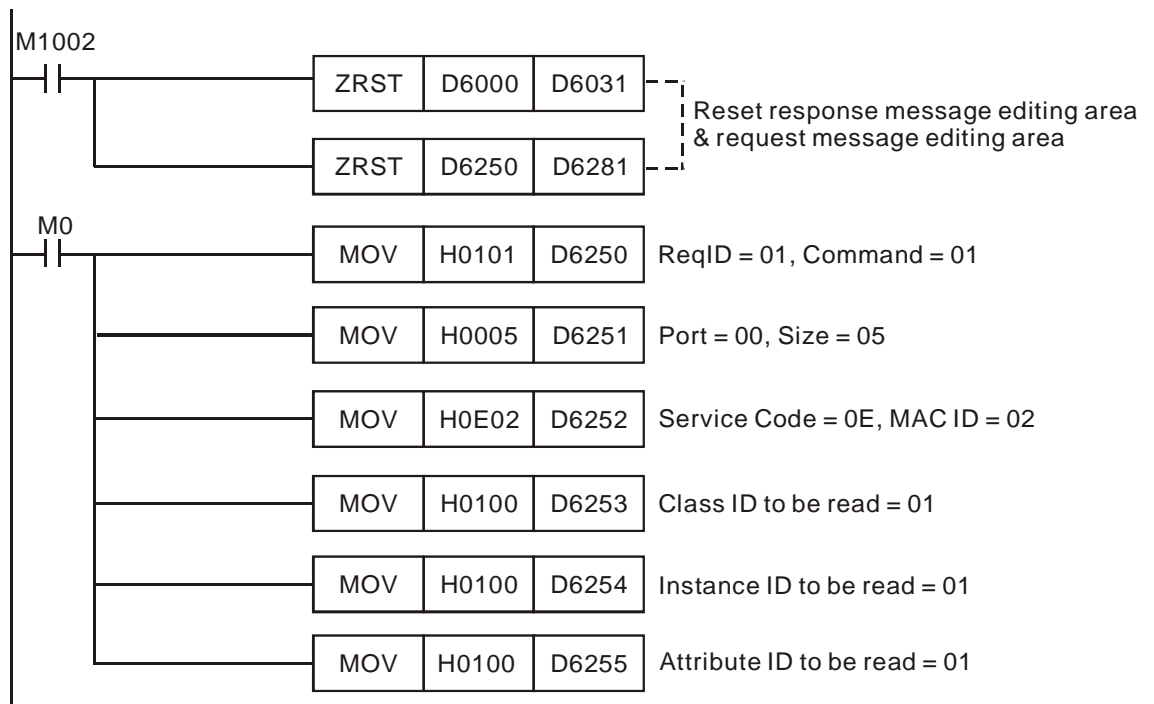 M1002
ZRST D6000 D6031
Reset response message editing area
& request message editing area
ZRST D6250 D6281
M0
MOV H0101 D6250 ReqID = 01, Command = 01
MOV H0005 D6251 Port = 00, Size = 05
MOV H0E02 D6252 Service Code = 0E, MAC ID = 02
MOV H0100 D6253 Class ID to be read = 01
MOV H0100 D6254 Instance ID to be read = 01
MOV H0100 D6255 Attribute ID to be read = 01